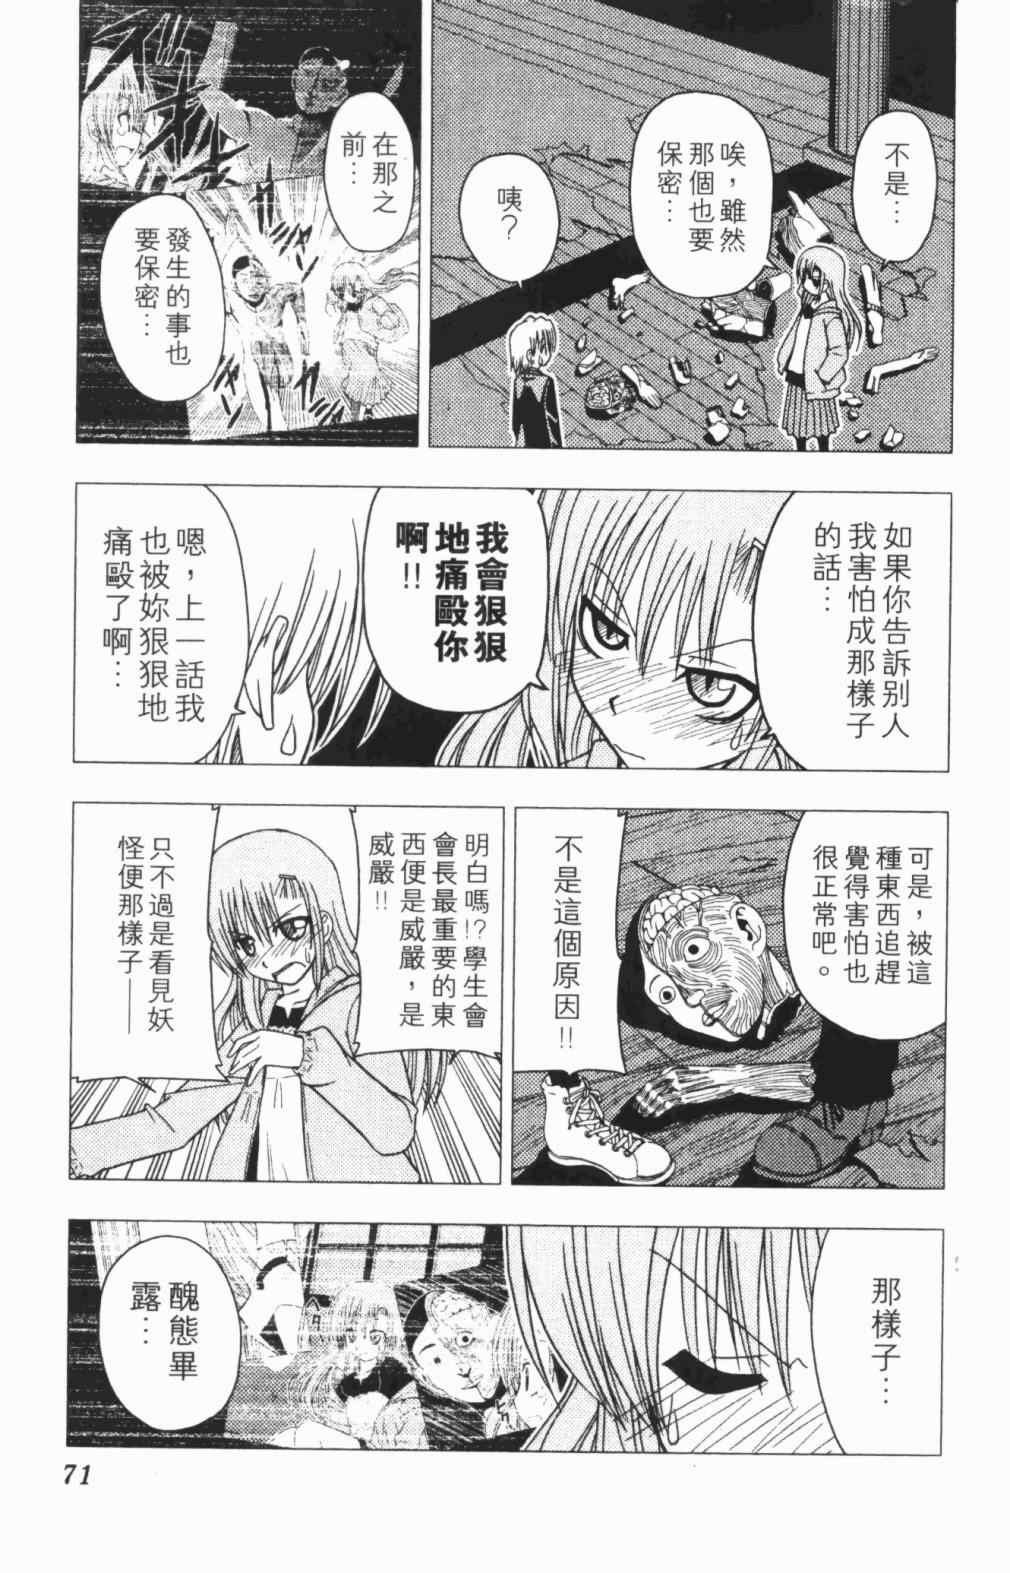 不是⋯
唉，雖然
那個也要
保密⋯
咦？
在那之
前⋯
發生的事也
要保密⋯
如果你告訴別人
我害怕成那樣子
的話⋯
我會狠狠
地痛毆你
啊!!
嗯，上一話我
也被妳狠狠地
痛毆了啊⋯
可是，被這
種東西追趕
覺得害怕也
很正常吧。
不是這個原因!!
明白嗎!?學生會
會長最重要的東
西便是威嚴，是
威嚴!!
只不過是看見妖
怪便那樣子——
那樣子⋯
醜態畢
露⋯
71